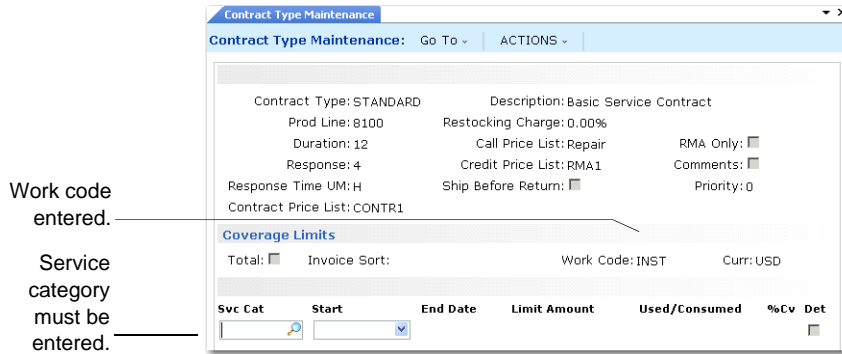 Contract Type Maintenance
Contract Type Maintenance: Go To ACTIONS
Contract Type: STANDARD Description: Basic Service Contract
Prod Line: 8100 Restocking Charge: 0.00%
Duration: 12 Call Price List: Repair RMA Only:
Response: 4 Credit Price List: RMA1 Comments:
Response Time UM: H Ship Before Return: Priority: 0
Contract Price List: CONTR1
Work code
entered.
Coverage Limits
Total: Invoice Sort: Work Code: INST Curr: USD
Service
category
must be
entered.
Svc Cat Start End Date Limit Amount Used/Consumed %Cv Det